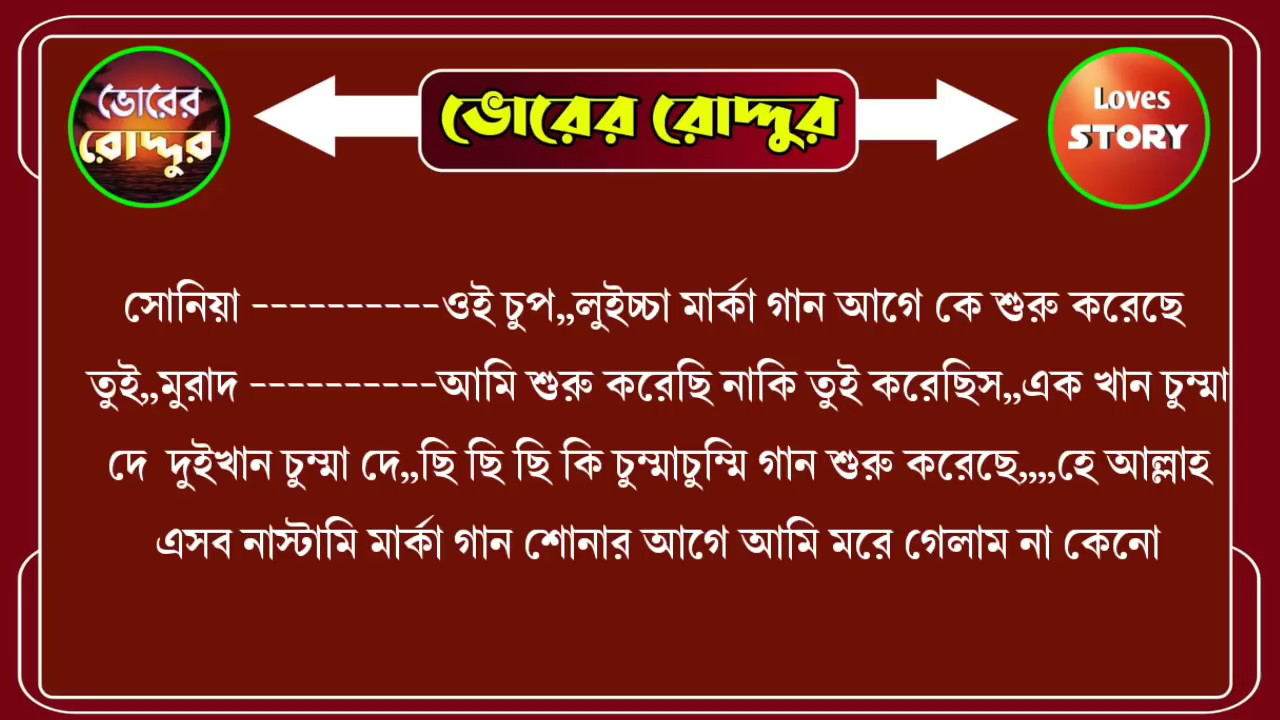 ভোরের
রোদ্দুর
ভোরের রোদ্দুর
Loves
STORY
সোনিয়া ----------ওই চুপ,,লুইচ্চা মার্কা গান আগে কে শুরু করেছে
তুই,,মুরাদ ----------আমি শুরু করেছি নাকি তুই করেছিস,,এক খান চুম্মা
দে দুইখান চুম্মা দে,,ছি ছি ছি কি চুম্মাচুম্মি গান শুরু করেছে,,,,হে আল্লাহ
এসব নাস্টামি মার্কা গান শোনার আগে আমি মরে গেলাম না কেনো